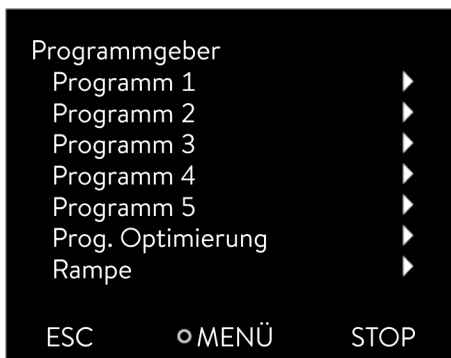 Programmgeber
Programm 1
Programm 2
Programm 3
Programm 4
Programm 5
Prog. Optimierung
Rampe
ESC MENÜ STOP